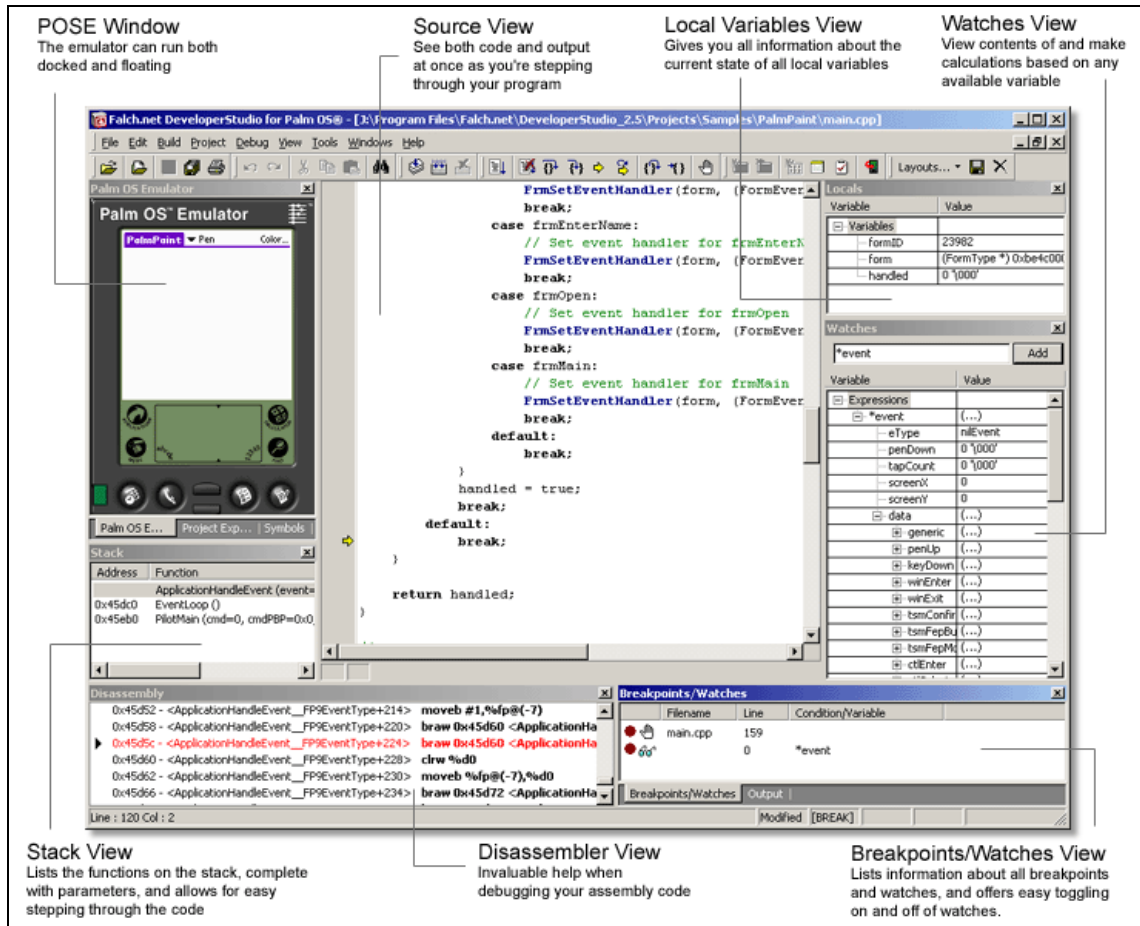 POSE Window
The emulator can run both
docked and floating
Source View
See both code and output
at once as you're stepping
through your program
Local Variables View
Gives you all information about the
current state of all local variables
Watches View
View contents of and make
calculations based on any
available variable
Falch.net DeveloperStudio for Palm OS® - [J:\Program Files\Falch.net\DeveloperStudio_2.5\Projects\Samples\PalmPaint\main.cpp]
File Edit Build Project Debug View Tools Windows Help
Layouts...
Palm OS Emulator
Palm OS™ Emulator
PalmPaint Pen Color...
Palm OS E... Project Exp... Symbols
Stack
Address Function
ApplicationHandleEvent (event=
0x45dc0 EventLoop ()
0x45eb0 PilotMain (cmd=0, cmdPBP=0x0
FrmSetEventHandler(form, (FormEver
break;
case frmEnterName:
// Set event handler for frmEnterN
FrmSetEventHandler(form, (FormEver
break;
case frmOpen:
// Set event handler for frmOpen
FrmSetEventHandler(form, (FormEver
break;
case frmMain:
// Set event handler for frmMain
FrmSetEventHandler(form, (FormEver
break;
default:
break;
}
handled = true;
break;
default:
break;
}
return handled;
}
Locals
Variable Value
Variables
formID 23982
form (FormType *) 0xbe4c000
handled 0 '\000'
Watches
*event Add
Variable Value
Expressions
*event (...)
eType nilEvent
penDown 0 '\000'
tapCount 0 '\000'
screenX 0
screenY 0
data (...)
generic (...)
penUp (...)
keyDown (...)
winEnter (...)
winExit (...)
tsmConfir (...)
tsmFepBu (...)
tsmFepMo (...)
ctlEnter (...)
Disassembly
0x45d52 - <ApplicationHandleEvent__FP9EventType+214> moveb #1,%fp@(-7)
0x45d58 - <ApplicationHandleEvent__FP9EventType+220> braw 0x45d60 <ApplicationHa
0x45d5c - <ApplicationHandleEvent__FP9EventType+224> braw 0x45d60 <ApplicationHa
0x45d60 - <ApplicationHandleEvent__FP9EventType+228> clrw %d0
0x45d62 - <ApplicationHandleEvent__FP9EventType+230> moveb %fp@(-7),%d0
0x45d66 - <ApplicationHandleEvent__FP9EventType+234> braw 0x45d72 <ApplicationHa
Breakpoints/Watches
Filename Line Condition/Variable
main.cpp 159
0 *event
Breakpoints/Watches Output
Line : 120 Col : 2 Modified [BREAK]
Stack View
Lists the functions on the stack, complete
with parameters, and allows for easy
stepping through the code
Disassembler View
Invaluable help when
debugging your assembly code
Breakpoints/Watches View
Lists information about all breakpoints
and watches, and offers easy toggling
on and off of watches.